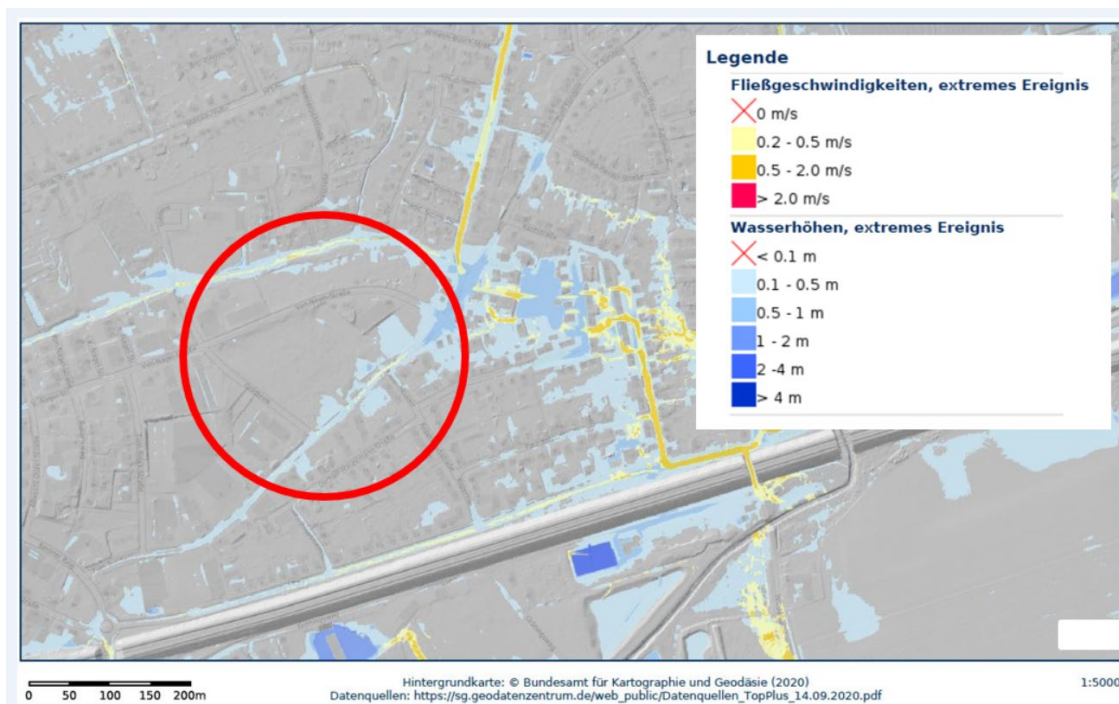 Legende
Fließgeschwindigkeiten, extremes Ereignis
0 m/s
0.2 - 0.5 m/s
0.5 - 2.0 m/s
> 2.0 m/s
Wasserhöhen, extremes Ereignis
< 0.1 m
0.1 - 0.5 m
0.5 - 1 m
1 - 2 m
2 -4 m
> 4 m
0 50 100 150 200m
Hintergrundkarte: © Bundesamt für Kartographie und Geodäsie (2020)
Datenquellen: https://sg.geodatenzentrum.de/web_public/Datenquellen_TopPlus_14.09.2020.pdf
1:5000